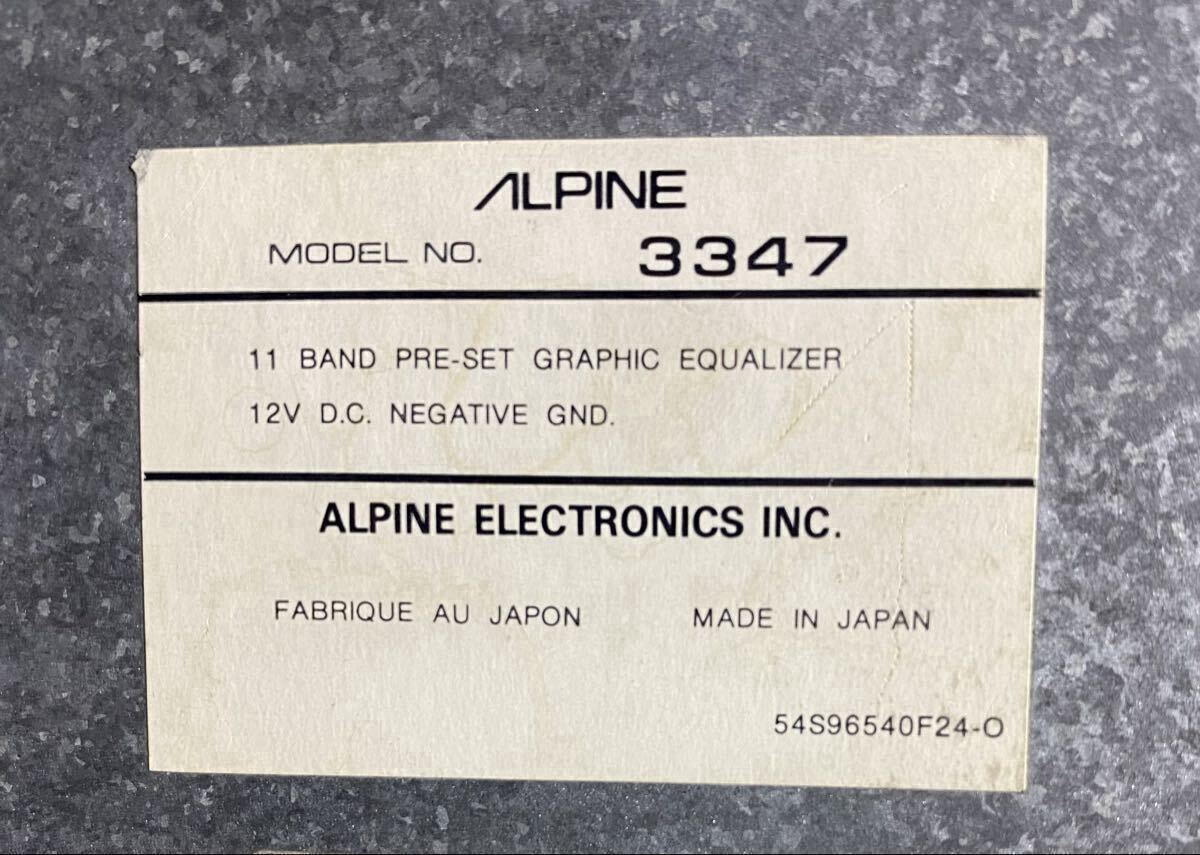 ALPINE
MODEL NO. 3347
11 BAND PRE-SET GRAPHIC EQUALIZER
12V D.C. NEGATIVE GND.
ALPINE ELECTRONICS INC.
FABRIQUE AU JAPON MADE IN JAPAN
54S96540F24-O